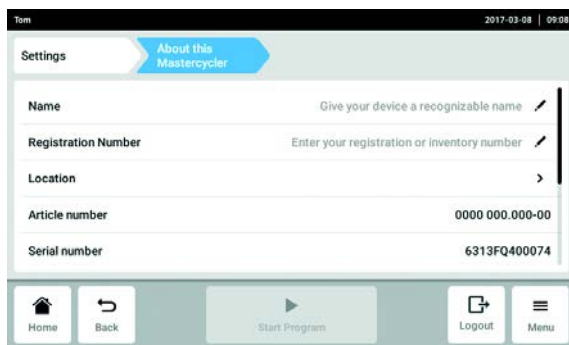 Tom 2017-03-08 | 09:08
Settings
About this
Mastercycler
Name Give your device a recognizable name
Registration Number Enter your registration or inventory number
Location
Article number 0000 000.000-00
Serial number 6313FQ400074
Home Back Start Program Logout Menu